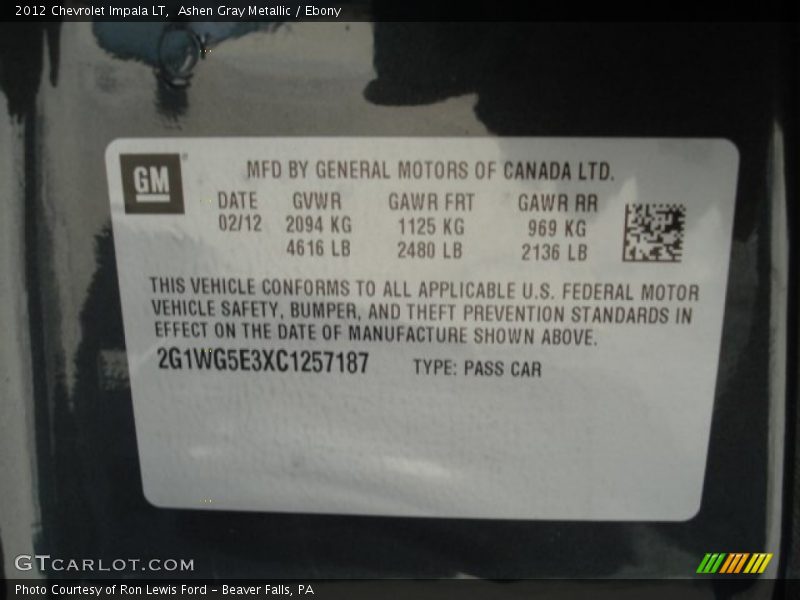 2012 Chevrolet Impala LT,  Ashen Gray Metallic / Ebony
GM
MFD BY GENERAL MOTORS OF CANADA LTD.
DATE GVWR GAWR FRT GAWR RR
02/12 2094 KG 1125 KG 969 KG
4616 LB 2480 LB 2136 LB
THIS VEHICLE CONFORMS TO ALL APPLICABLE U.S. FEDERAL MOTOR
VEHICLE SAFETY, BUMPER, AND THEFT PREVENTION STANDARDS IN
EFFECT ON THE DATE OF MANUFACTURE SHOWN ABOVE.
2G1WG5E3XC1257187 TYPE: PASS CAR
GTCARLOT.COM
Photo Courtesy of Ron Lewis Ford – Beaver Falls, PA